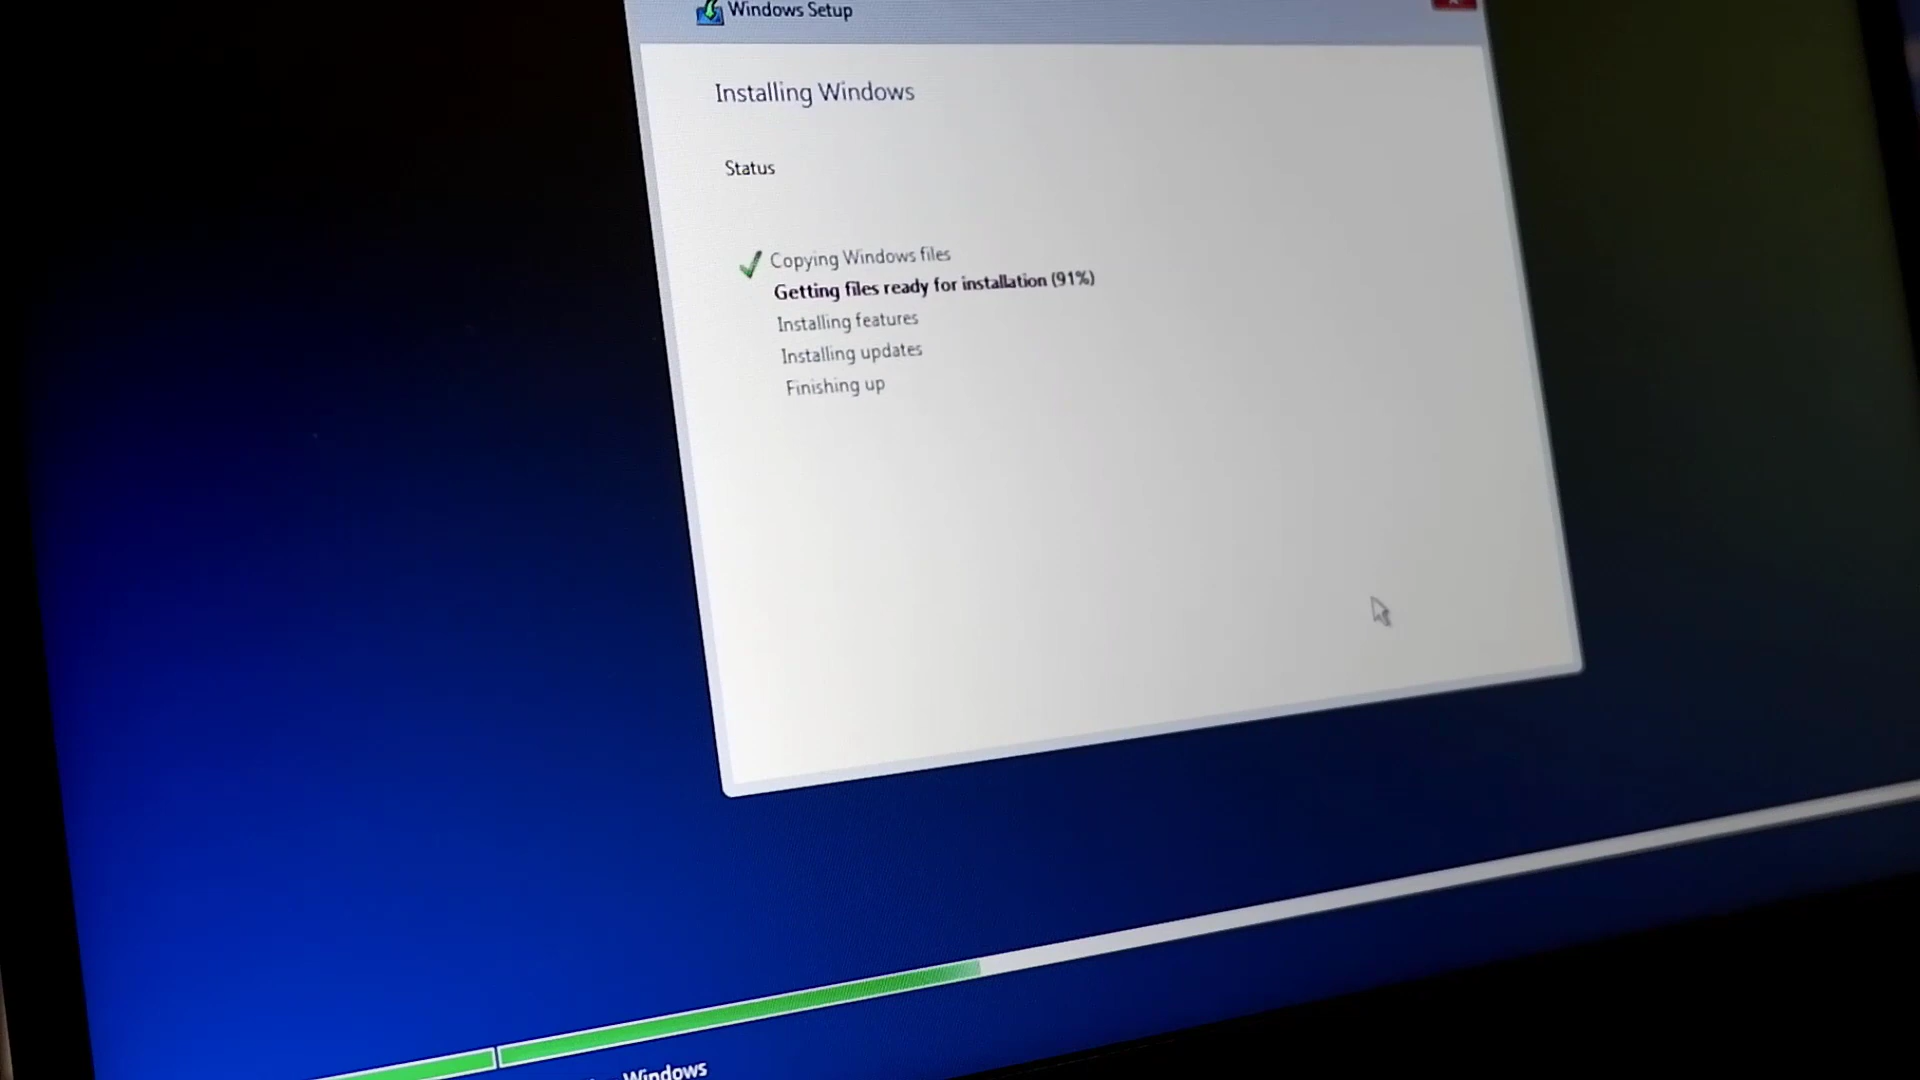 Windows Setup
Installing Windows
Status
Copying Windows files
Getting files ready for installation (91%)
Installing features
Installing updates
Finishing up
Windows